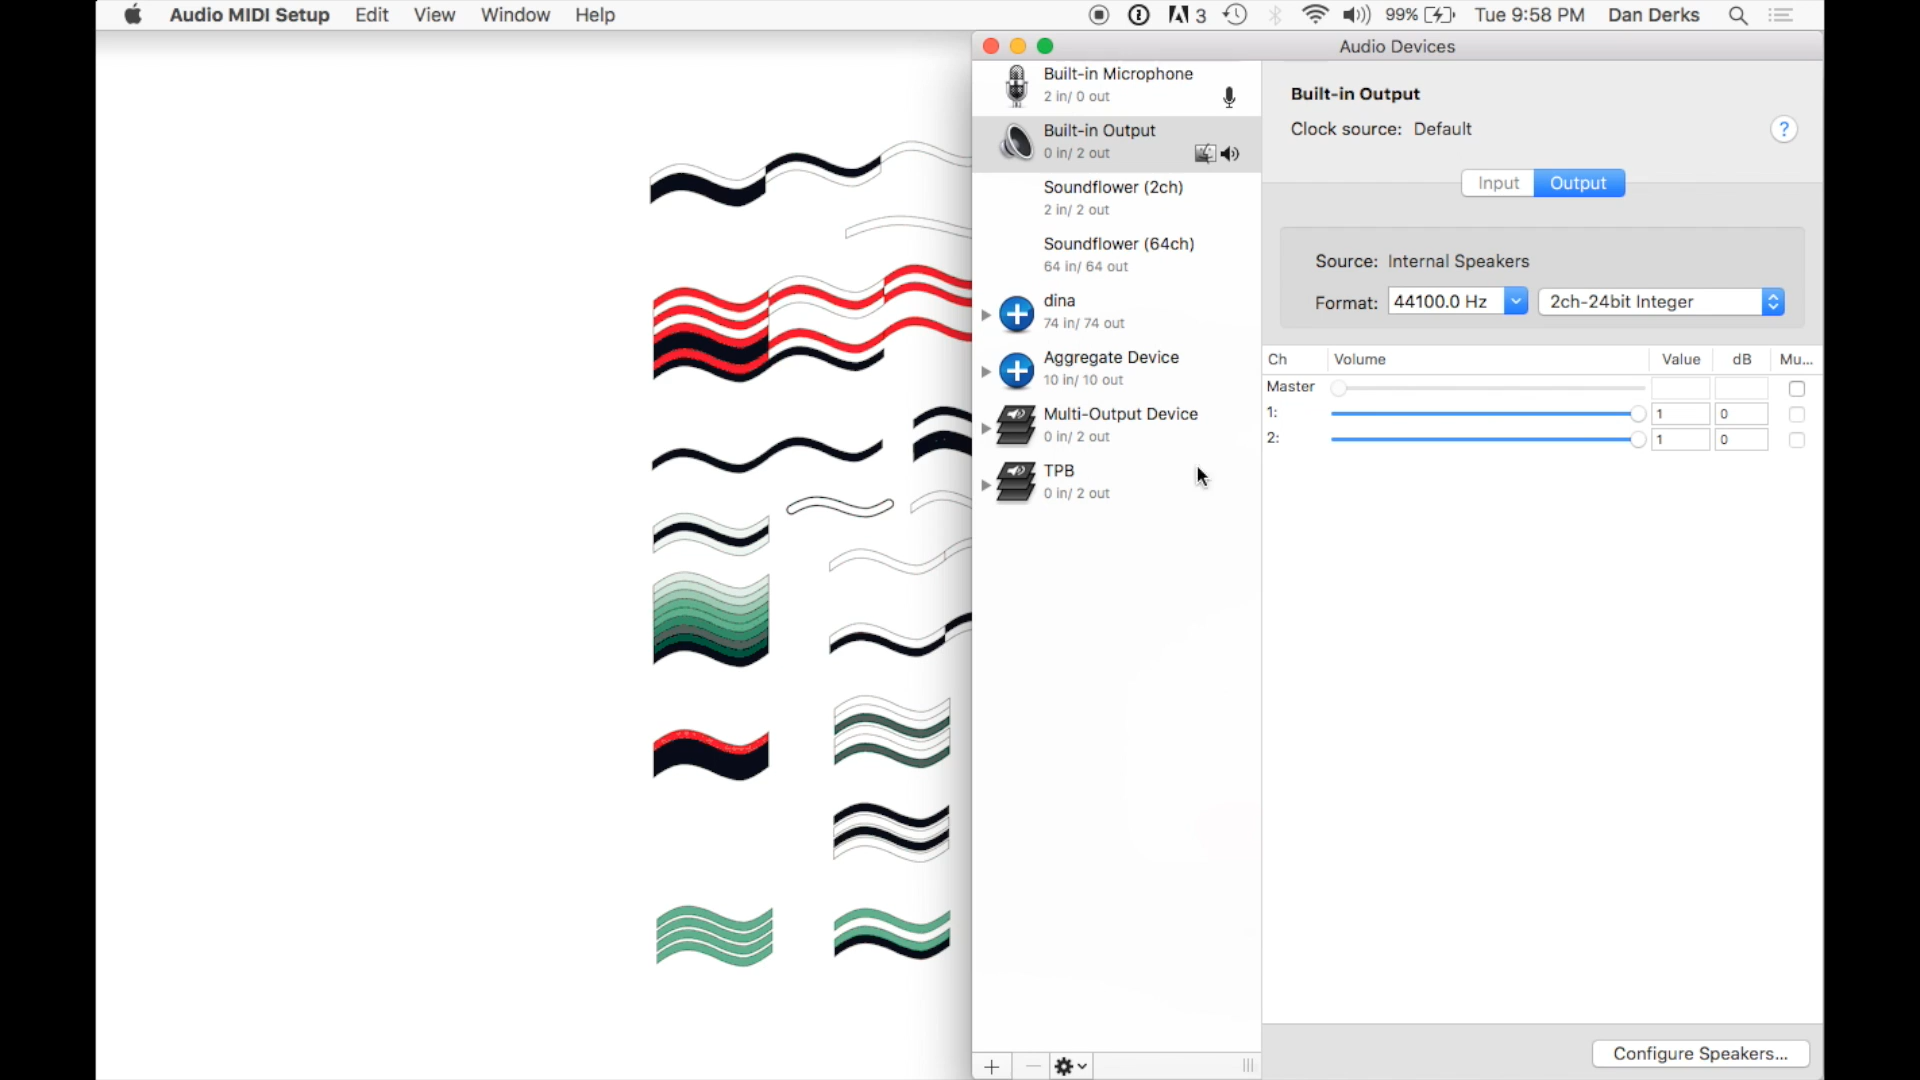 Audio MIDI Setup Edit View Window Help 3 99% Tue 9:58 PM Dan Derks
Audio Devices
Built-in Microphone
2 in/ 0 out
Built-in Output
0 in/ 2 out
Soundflower (2ch)
2 in/ 2 out
Soundflower (64ch)
64 in/ 64 out
dina
74 in/ 74 out
Aggregate Device
10 in/ 10 out
Multi-Output Device
0 in/ 2 out
TPB
0 in/ 2 out
Built-in Output
Clock source: Default
?
Input Output
Source: Internal Speakers
Format: 44100.0 Hz 2ch-24bit Integer
Ch Volume Value dB Mu...
Master
1: 1 0
2: 1 0
Configure Speakers...